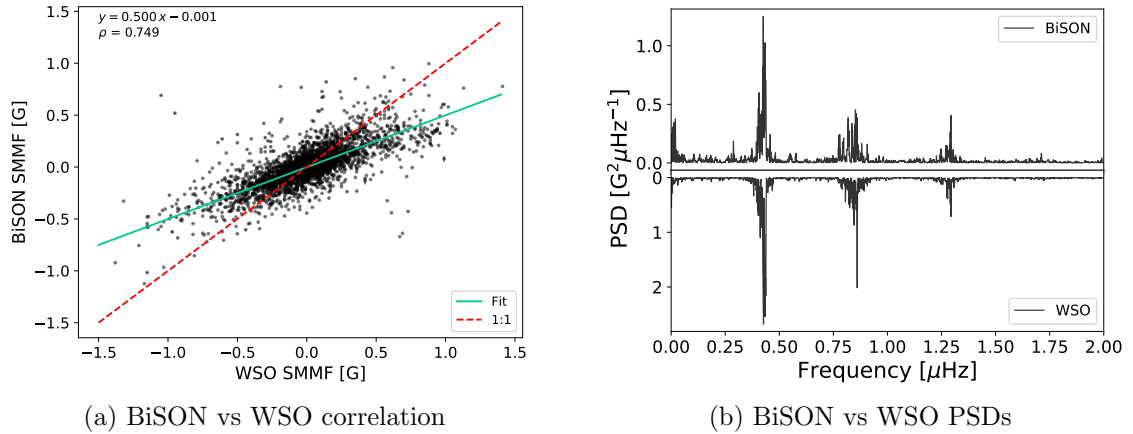 y = 0.500 x − 0.001
ρ = 0.749
BiSON SMMF [G]
1.5
1.0
0.5
0.0
−0.5
−1.0
−1.5
Fit
1:1
−1.5 −1.0 −0.5 0.0 0.5 1.0 1.5
WSO SMMF [G]
(a) BiSON vs WSO correlation
PSD [G²μHz⁻¹]
BiSON
1.0
0.5
0.0
0
1
2
WSO
0.00 0.25 0.50 0.75 1.00 1.25 1.50 1.75 2.00
Frequency [μHz]
(b) BiSON vs WSO PSDs